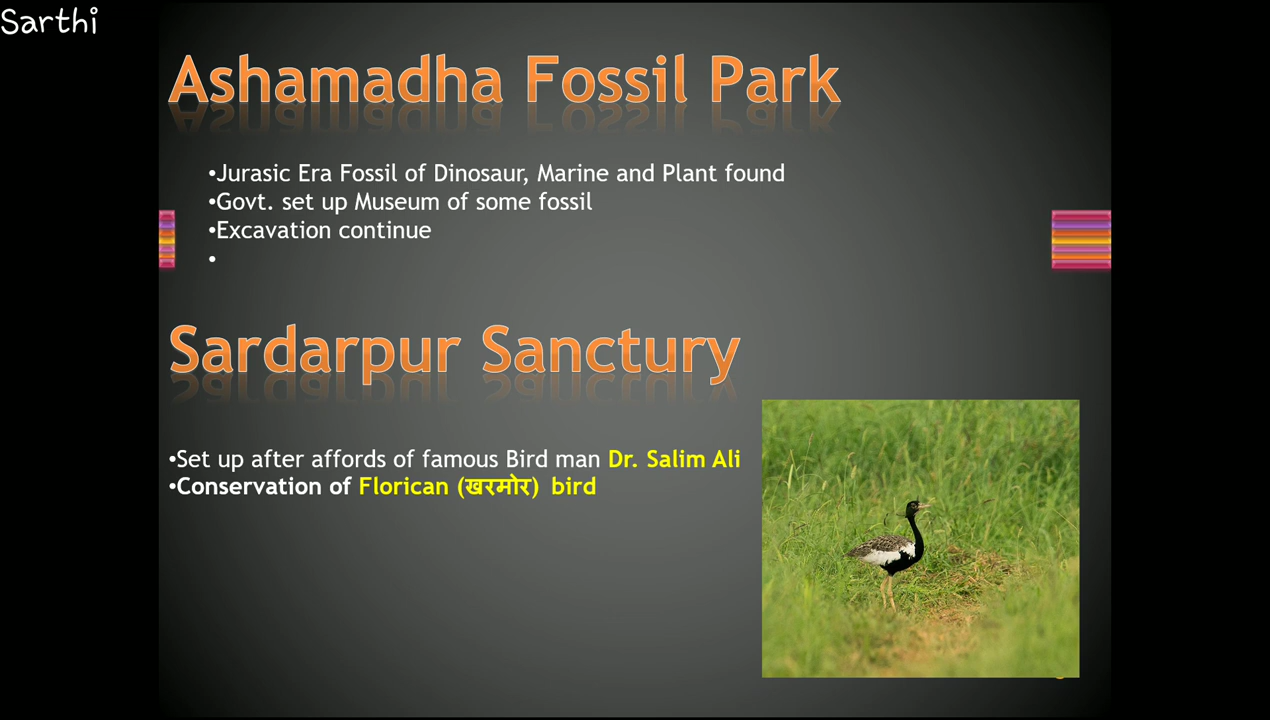 Sarthi
Ashamadha Fossil Park
•Jurasic Era Fossil of Dinosaur, Marine and Plant found
•Govt. set up Museum of some fossil
•Excavation continue
•
Sardarpur Sanctury
•Set up after affords of famous Bird man Dr. Salim Ali
•Conservation of Florican (खरमोर) bird